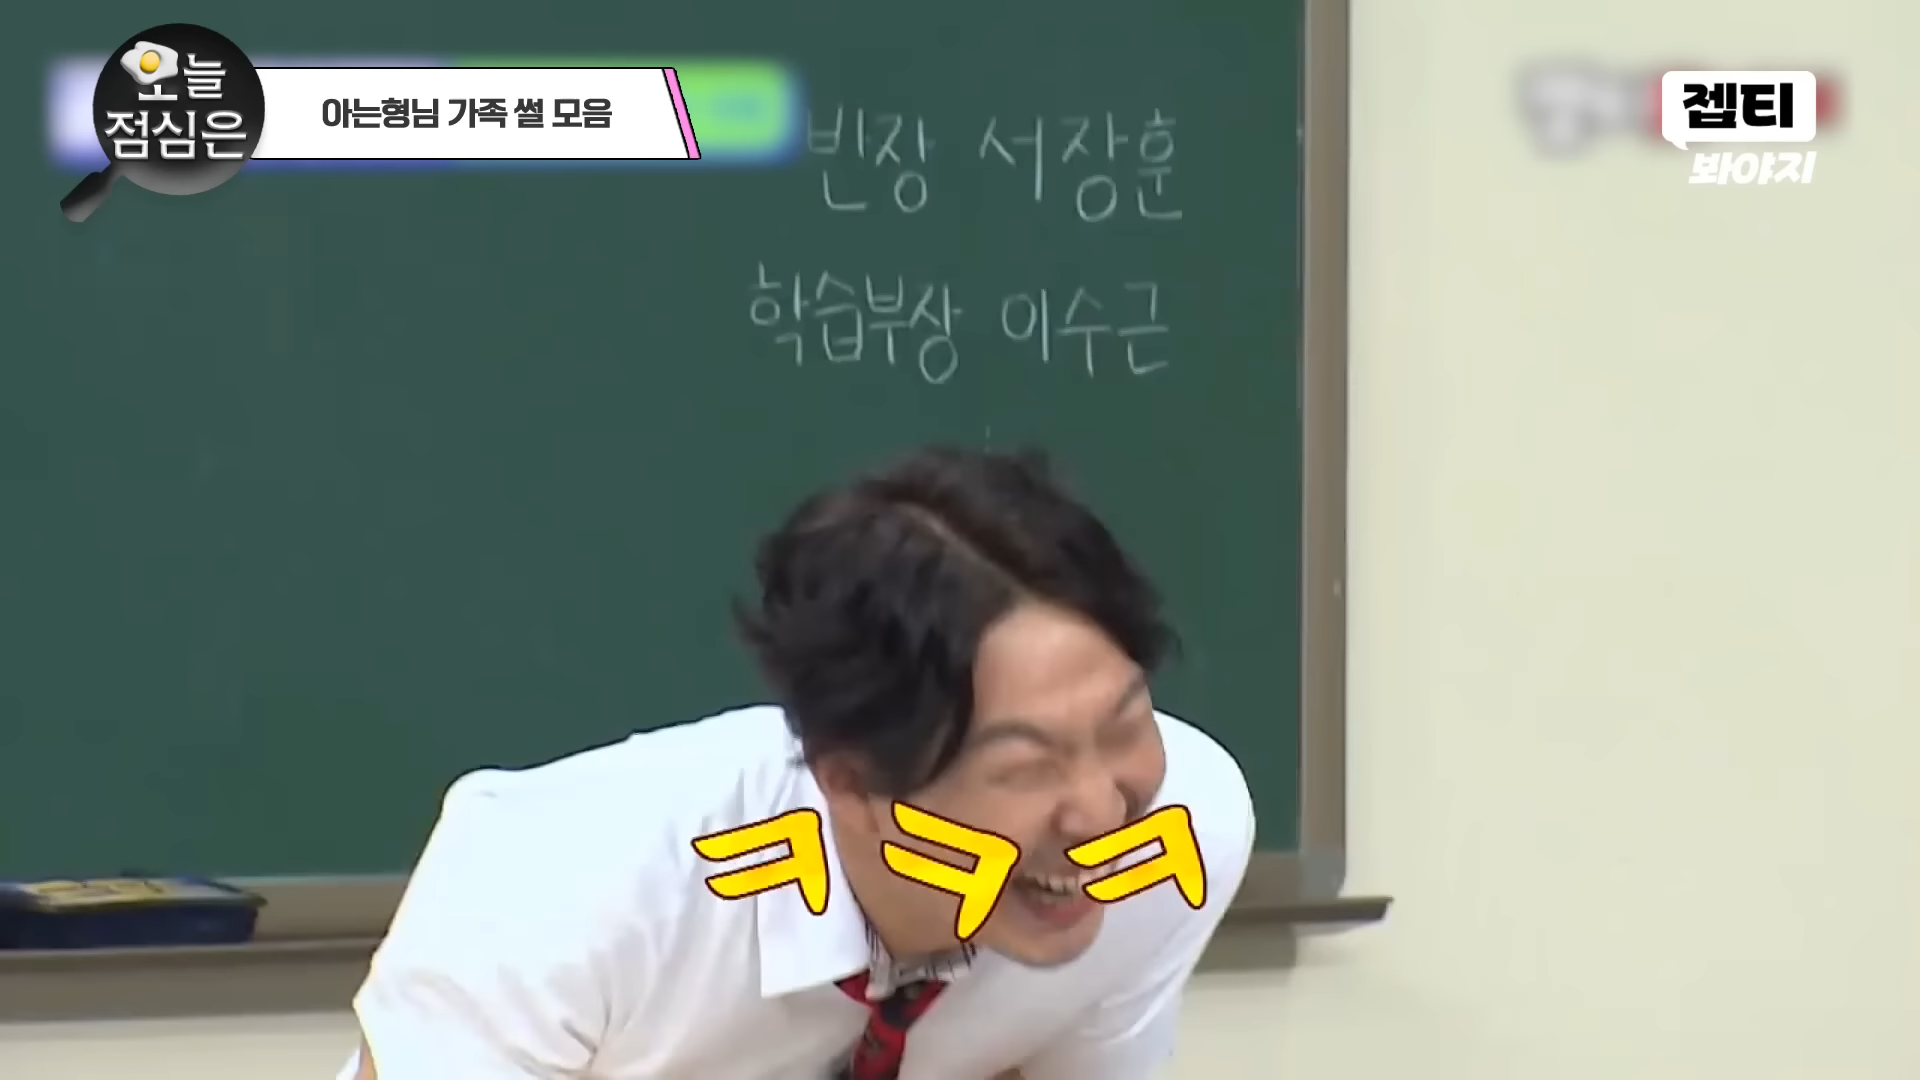 오늘
점심은
아는형님 가족 썰 모음
젭티
봐야지
반장 서장훈
학습부장 이수근
ㅋㅋㅋ